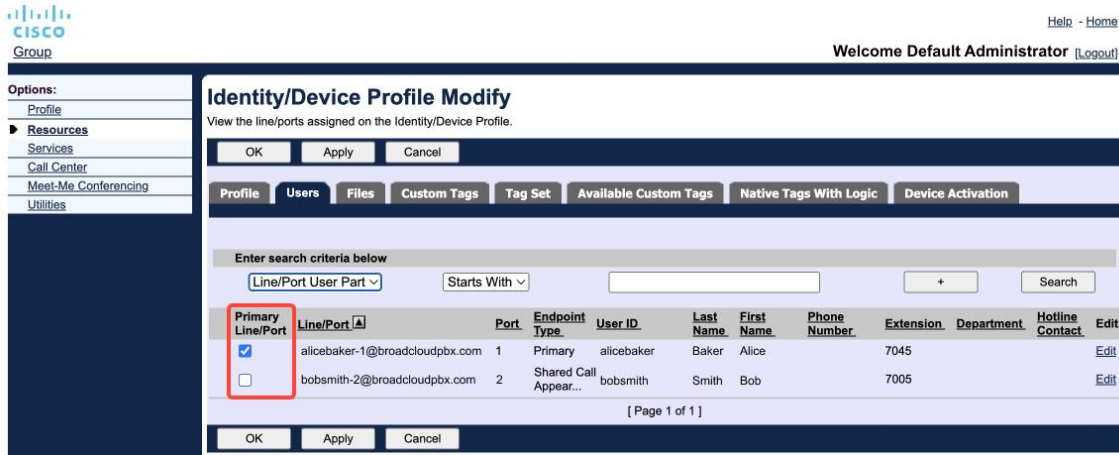 CISCO
Help - Home
Group
Welcome Default Administrator [Logout]
Options:
Profile
Resources
Services
Call Center
Meet-Me Conferencing
Utilities
Identity/Device Profile Modify
View the line/ports assigned on the Identity/Device Profile.
OK Apply Cancel
Profile Users Files Custom Tags Tag Set Available Custom Tags Native Tags With Logic Device Activation
Enter search criteria below
Line/Port User Part Starts With + Search
Primary Line/Port Line/Port Port Endpoint Type User ID Last Name First Name Phone Number Extension Department Hotline Contact Edit
alicebaker-1@broadcloudpbx.com 1 Primary alicebaker Baker Alice 7045 Edit
bobsmith-2@broadcloudpbx.com 2 Shared Call Appear... bobsmith Smith Bob 7005 Edit
[ Page 1 of 1 ]
OK Apply Cancel